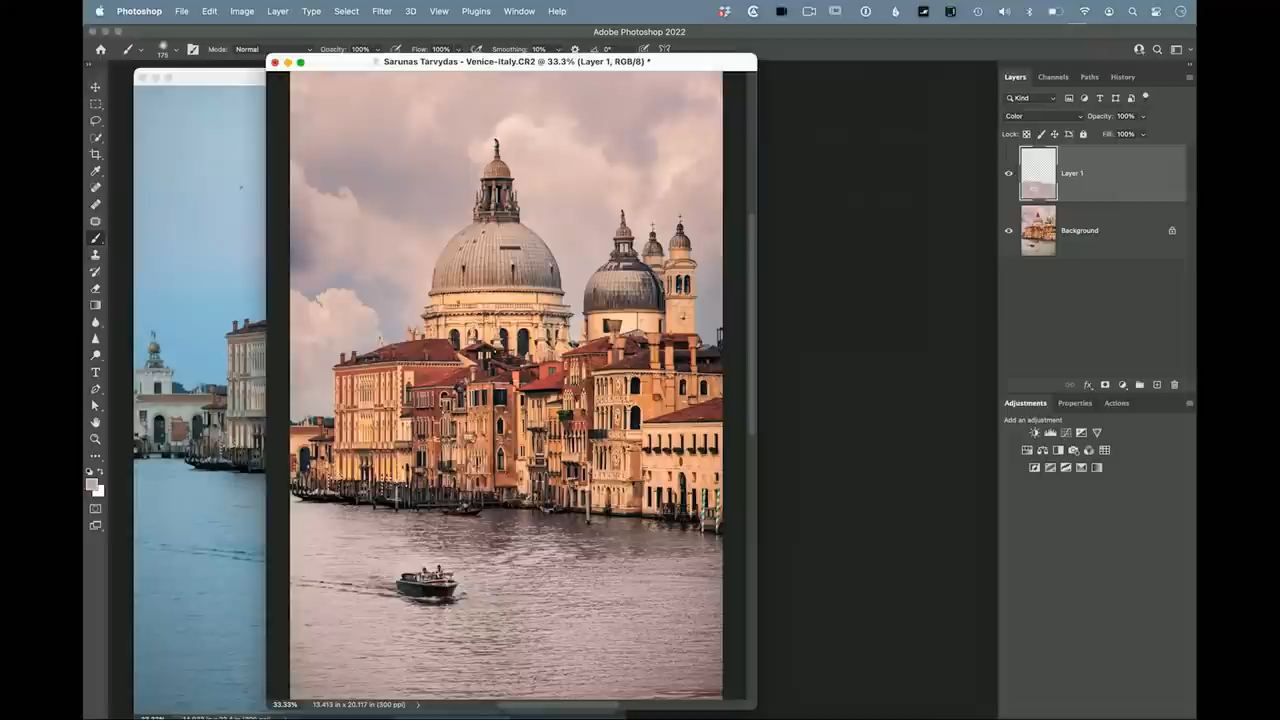 Photoshop File Edit Image Layer Type Select Filter 3D View Plugins Window Help
Adobe Photoshop 2022
175 Mode: Normal Opacity: 100% Flow: 100% Smoothing: 10% 0°
Sarunas Tarvydas - Venice-Italy.CR2 @ 33.3% (Layer 1, RGB/8) *
Layers Channels Paths History
Kind
Color Opacity: 100%
Lock: Fill: 100%
Layer 1
Background
fx
Adjustments Properties Actions
Add an adjustment
33.33% 13.413 in x 20.117 in (300 ppi)